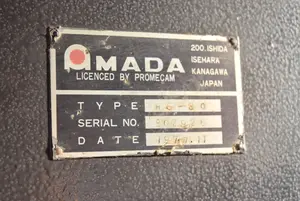 AMADA
LICENCED BY PROMECAM
200. ISHIDA
ISEHARA
KANAGAWA
JAPAN
TYPE
SERIAL NO.
DATE